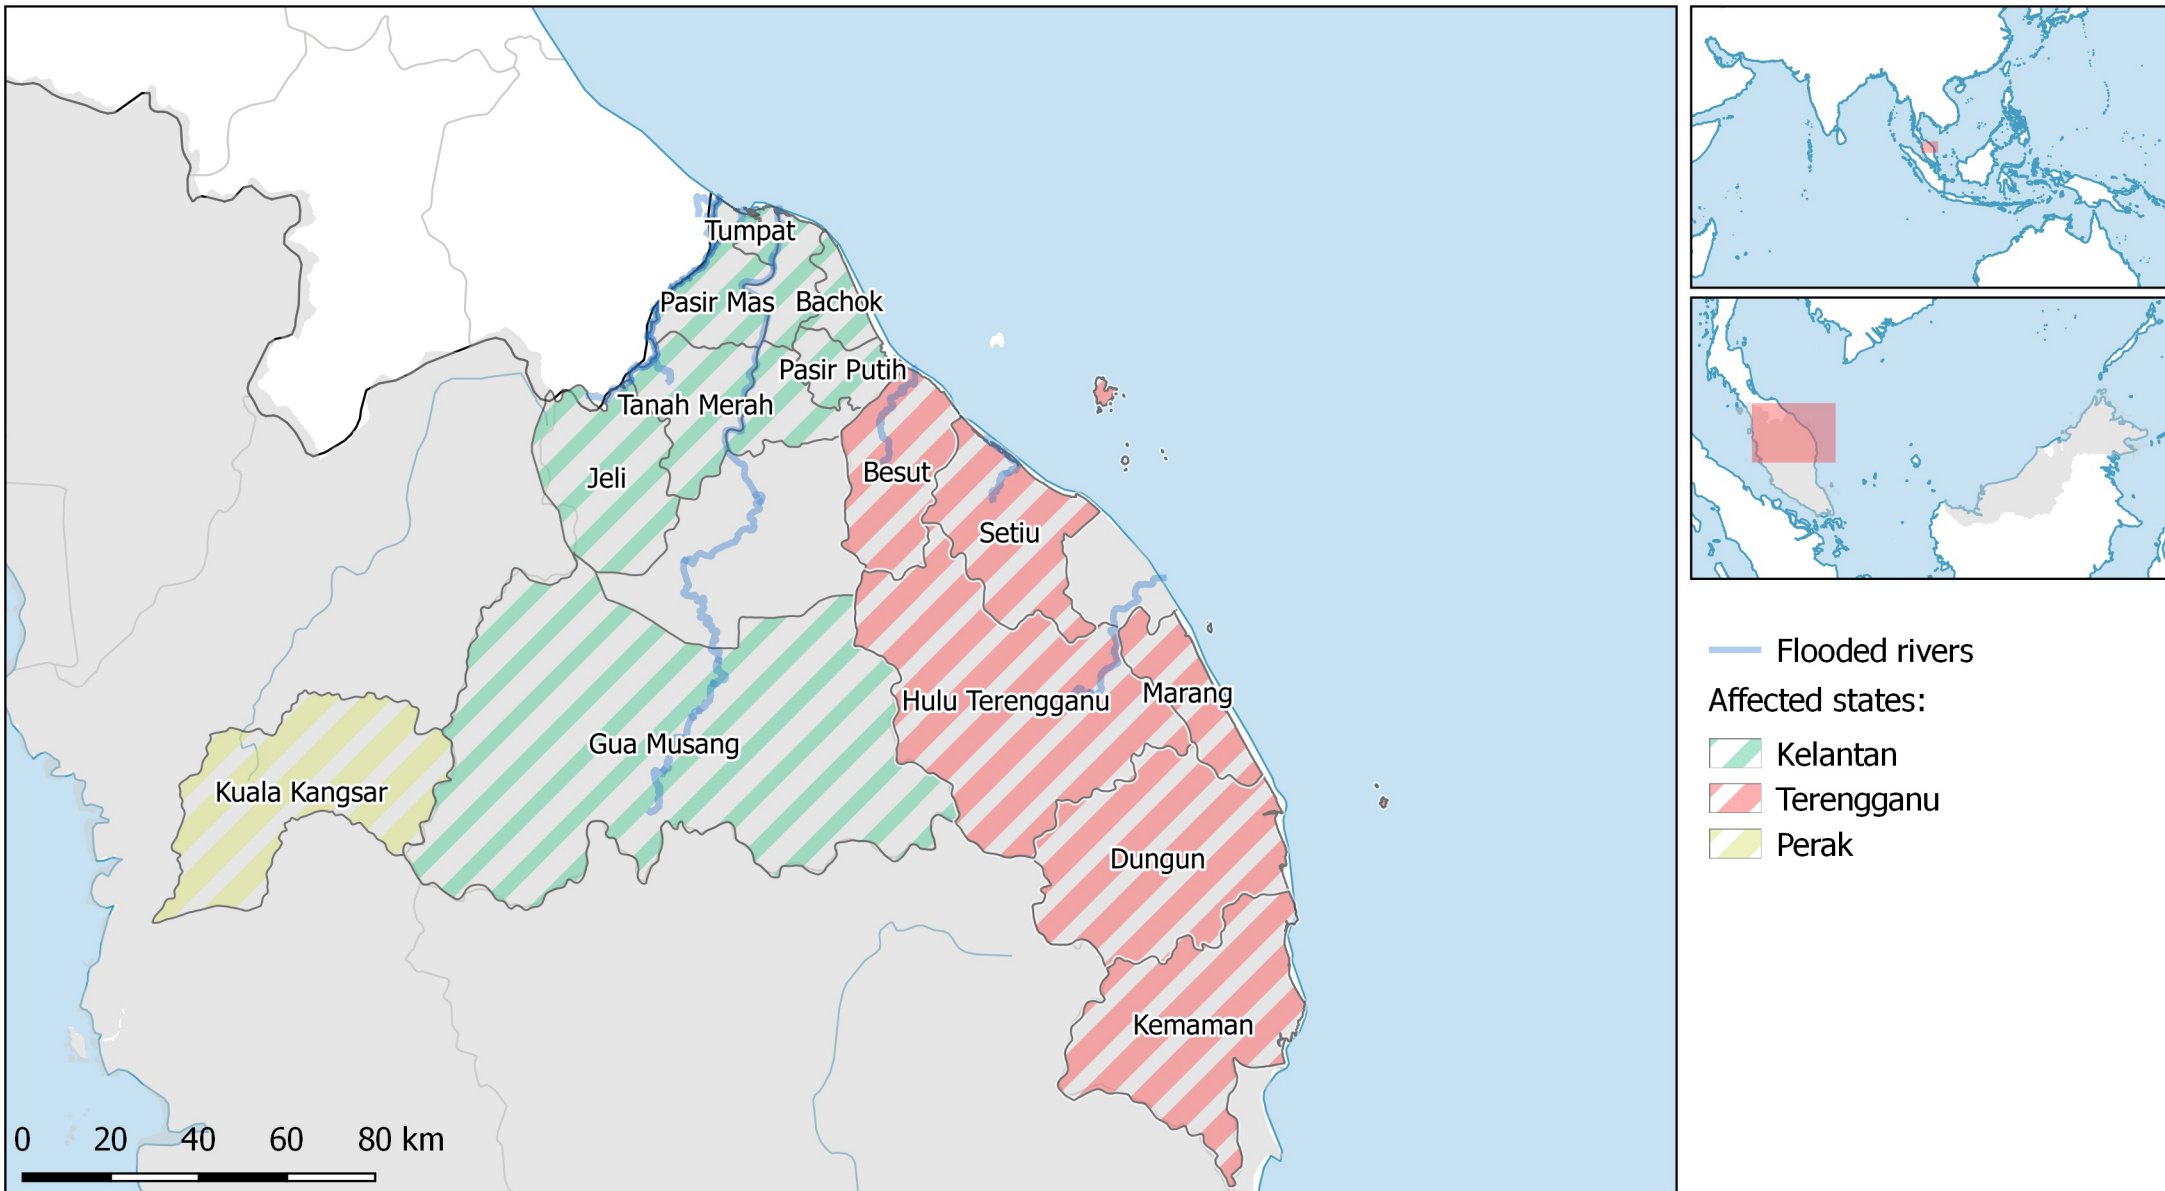 Tumpat
Pasir Mas
Bachok
Pasir Putih
Tanah Merah
Jeli
Besut
Setiu
Hulu Terengganu
Marang
Gua Musang
Kuala Kangsar
Dungun
Kemaman
0 20 40 60 80 km
Flooded rivers
Affected states:
Kelantan
Terengganu
Perak